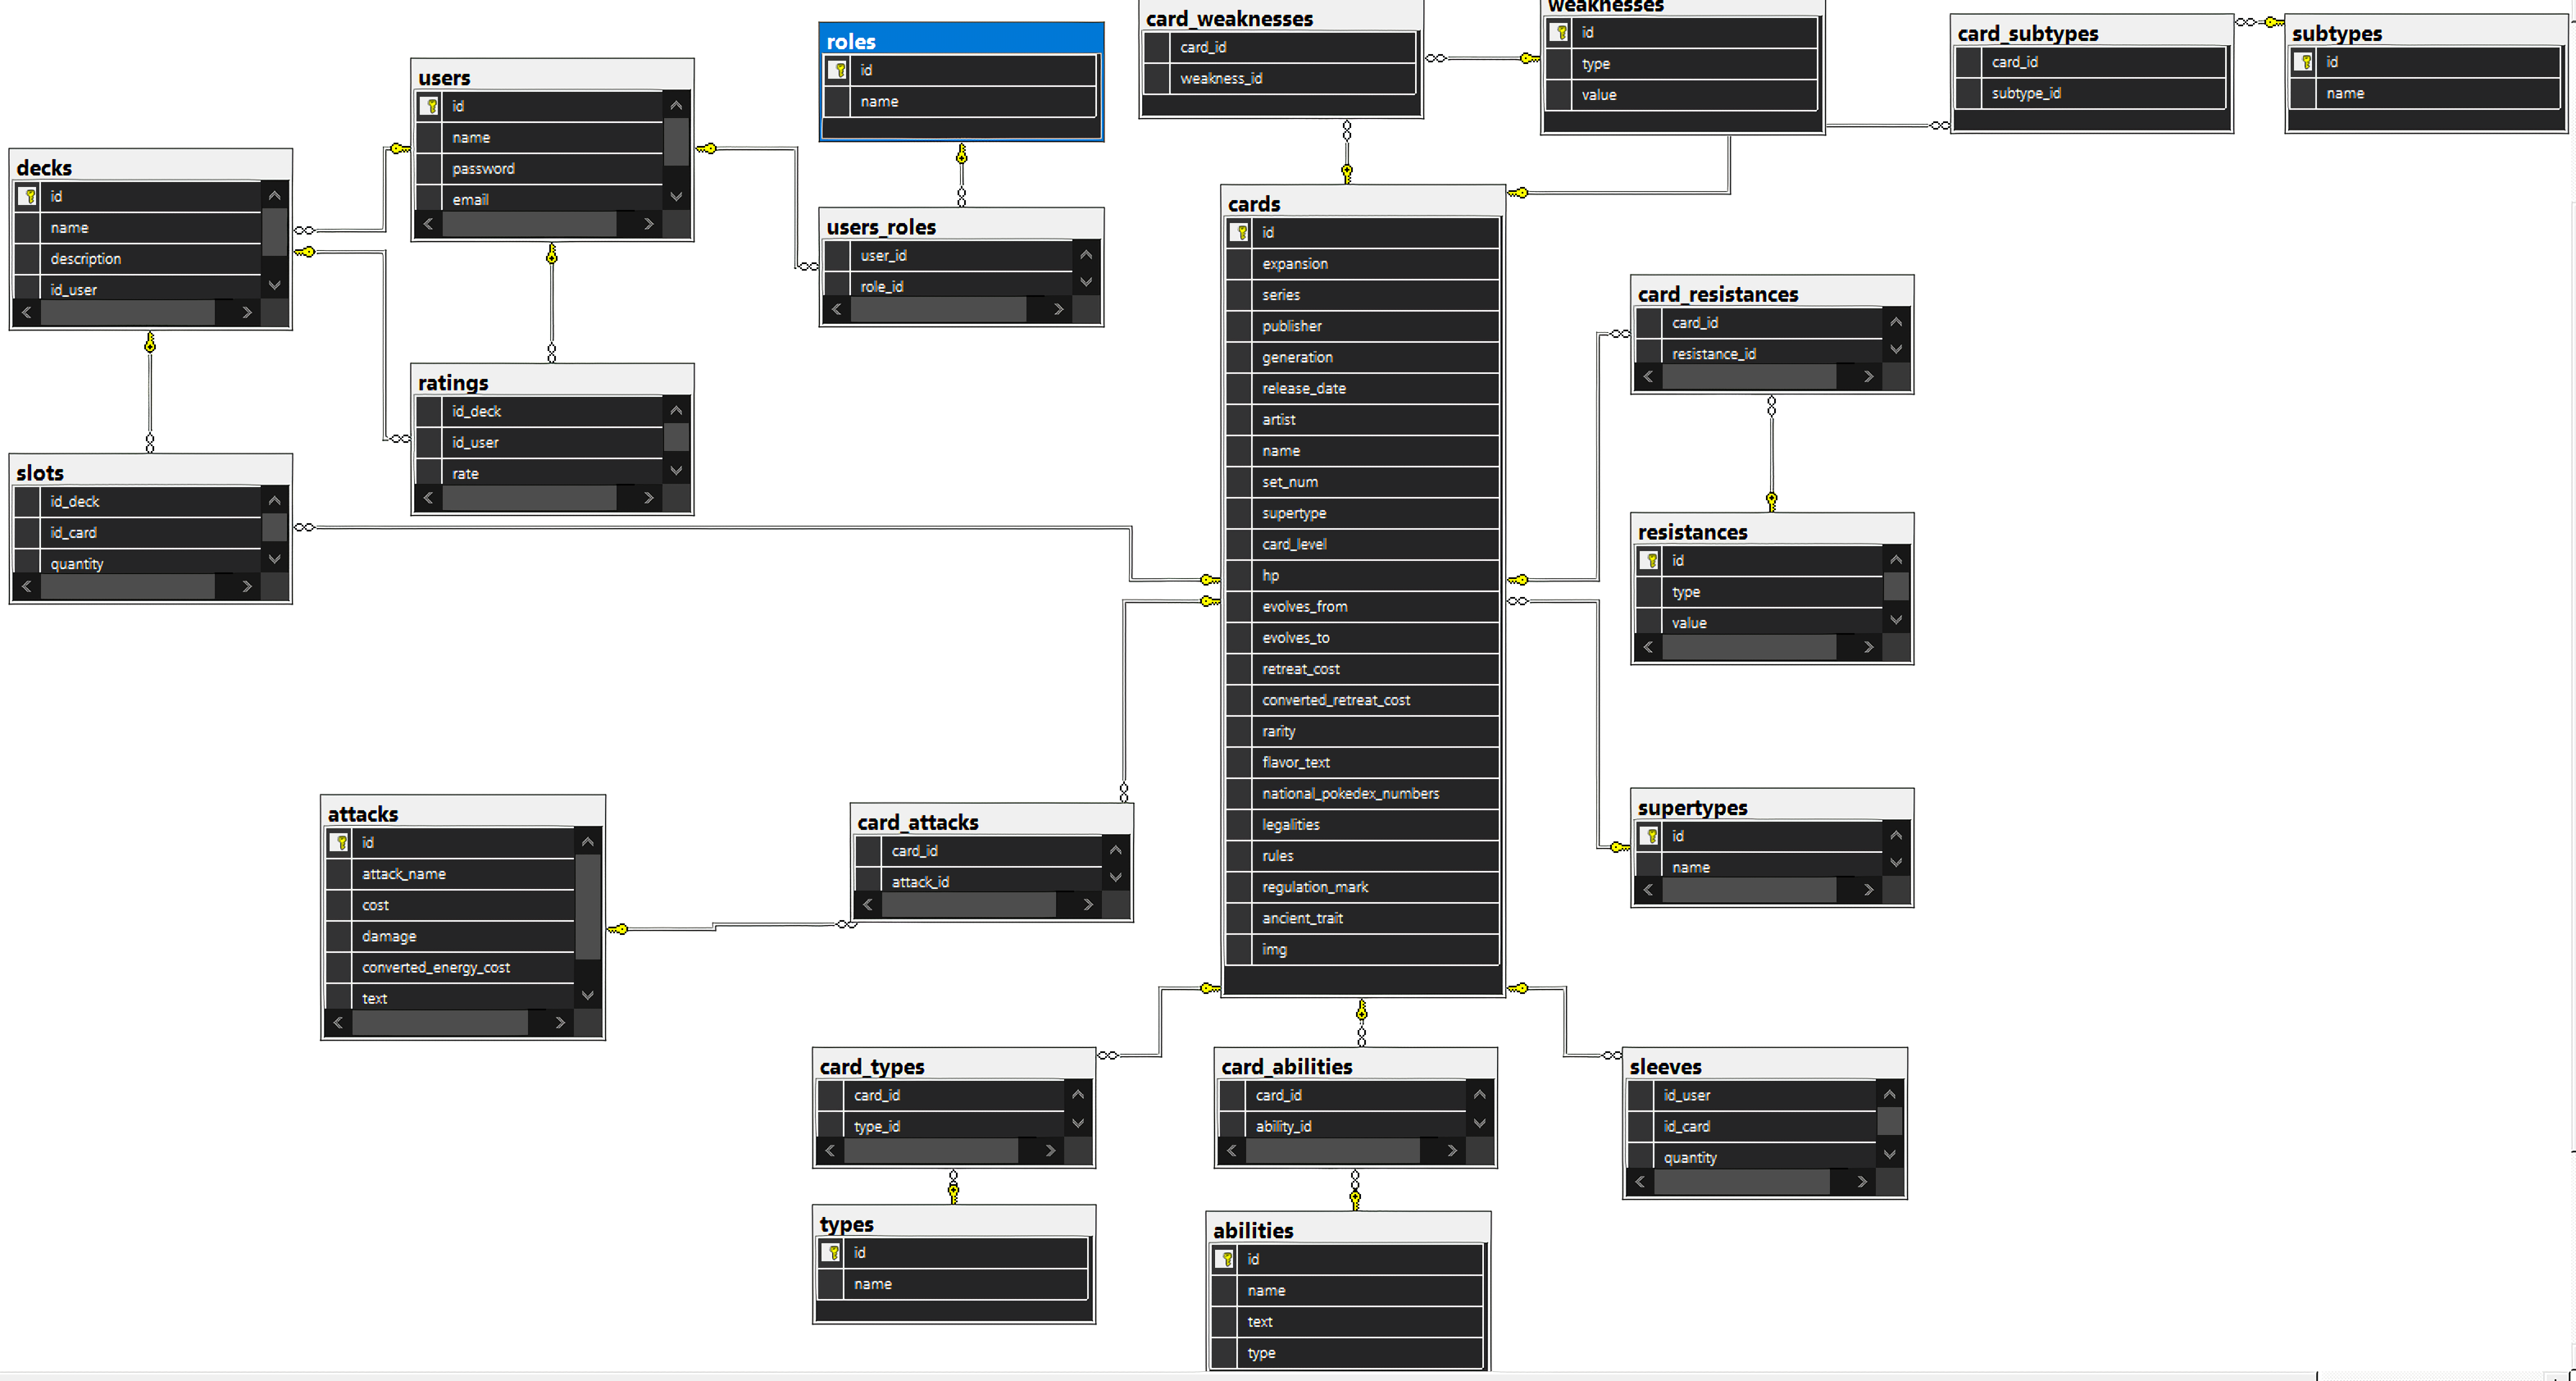 decks
id
name
description
id_user
slots
id_deck
id_card
quantity
users
id
name
password
email
ratings
id_deck
id_user
rate
roles
id
name
users_roles
user_id
role_id
card_weaknesses
card_id
weakness_id
weaknesses
id
type
value
card_subtypes
card_id
subtype_id
subtypes
id
name
cards
id
expansion
series
publisher
generation
release_date
artist
name
set_num
supertype
card_level
hp
evolves_from
evolves_to
retreat_cost
converted_retreat_cost
rarity
flavor_text
national_pokedex_numbers
legalities
rules
regulation_mark
ancient_trait
img
card_resistances
card_id
resistance_id
resistances
id
type
value
supertypes
id
name
attacks
id
attack_name
cost
damage
converted_energy_cost
text
card_attacks
card_id
attack_id
card_types
card_id
type_id
types
id
name
card_abilities
card_id
ability_id
abilities
id
name
text
type
sleeves
id_user
id_card
quantity